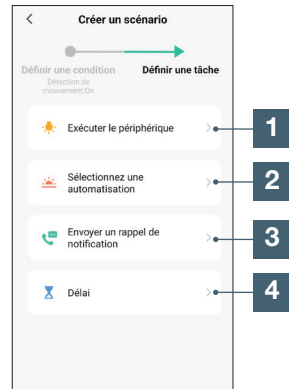 Créer un scénario
Définir une condition
Définir une tâche
Détection de
mouvement:On
Exécuter le périphérique
1
Sélectionnez une
automatisation
2
Envoyer un rappel de
notification
3
Délai
4